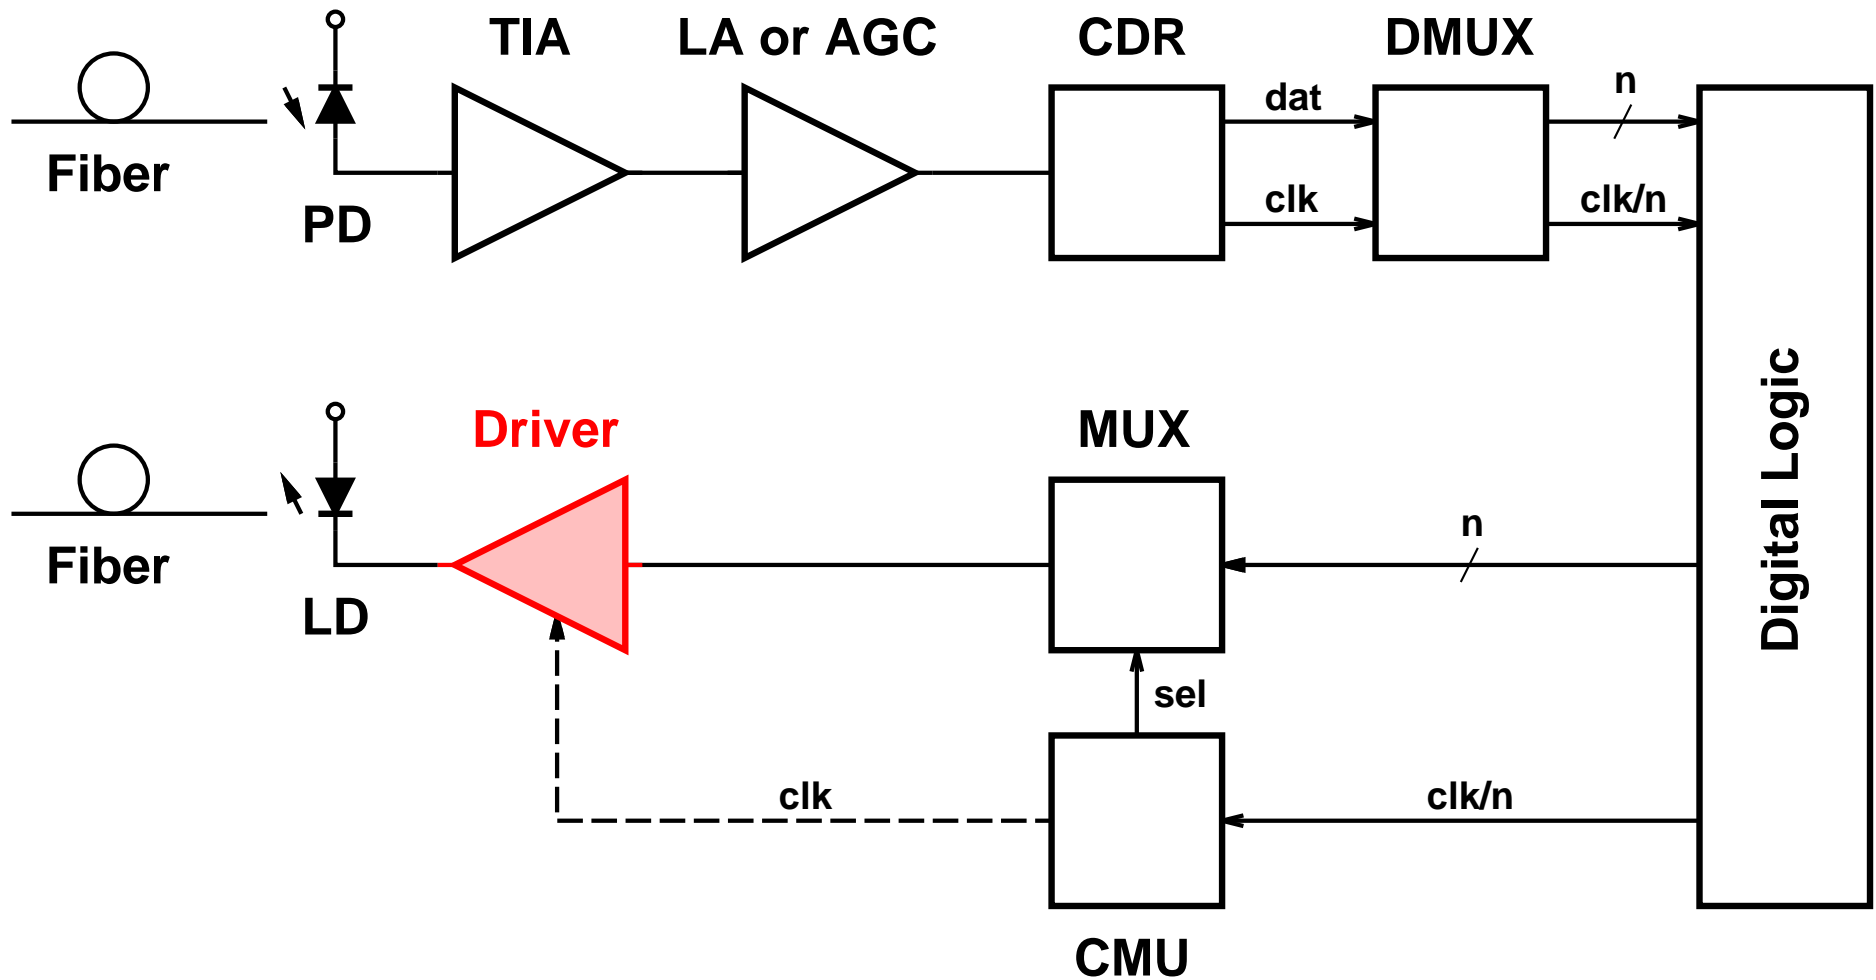 TIA
LA or AGC
CDR
DMUX
dat
n
Fiber
PD
clk
clk/n
Driver
MUX
Digital Logic
n
Fiber
LD
sel
clk
clk/n
CMU